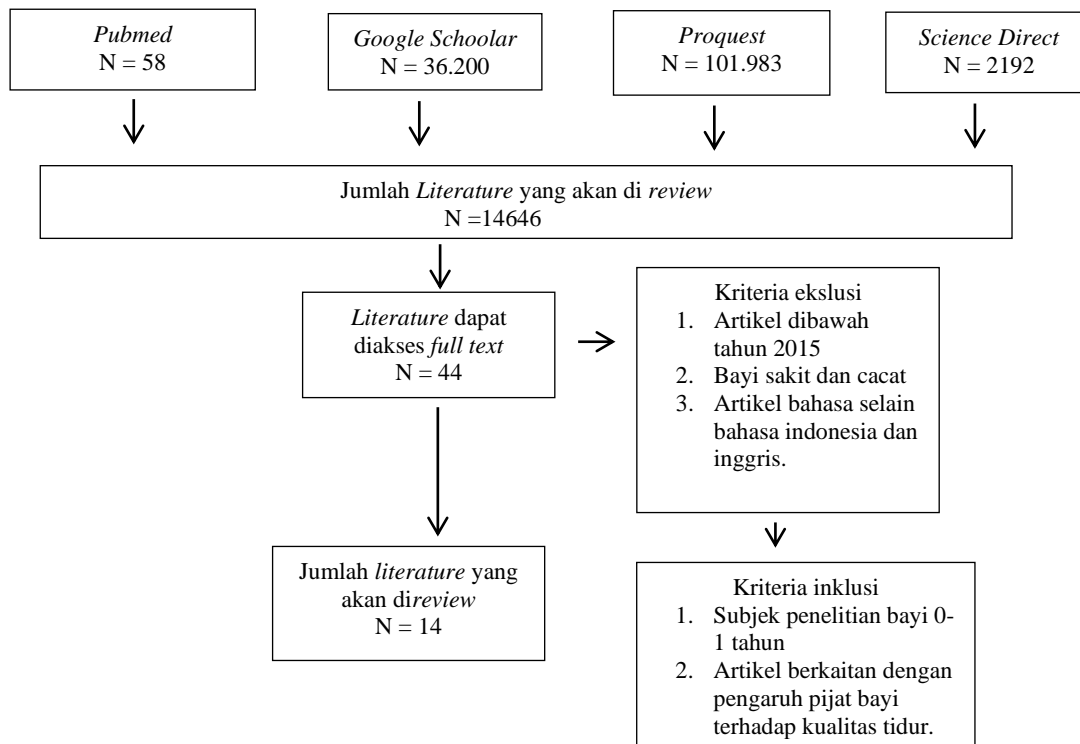 Pubmed
N = 58
Google Schoolar
N = 36.200
Proquest
N = 101.983
Science Direct
N = 2192
Jumlah Literature yang akan di review
N =14646
Literature dapat
diakses full text
N = 44
Kriteria ekslusi
1. Artikel dibawah
tahun 2015
2. Bayi sakit dan cacat
3. Artikel bahasa selain
bahasa indonesia dan
inggris.
Jumlah literature yang
akan direview
N = 14
Kriteria inklusi
1. Subjek penelitian bayi 0-
1 tahun
2. Artikel berkaitan dengan
pengaruh pijat bayi
terhadap kualitas tidur.